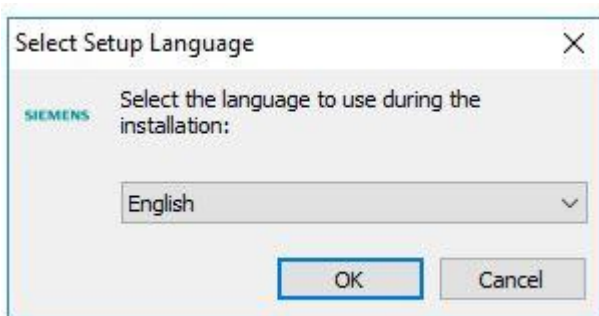 Select Setup Language
SIEMENS
Select the language to use during the
installation:
English
OK
Cancel